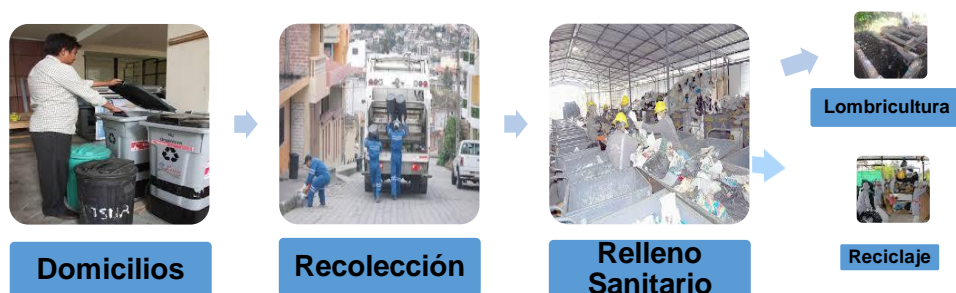 Domicilios
Recolección
Relleno
Sanitario
Lombricultura
Reciclaje